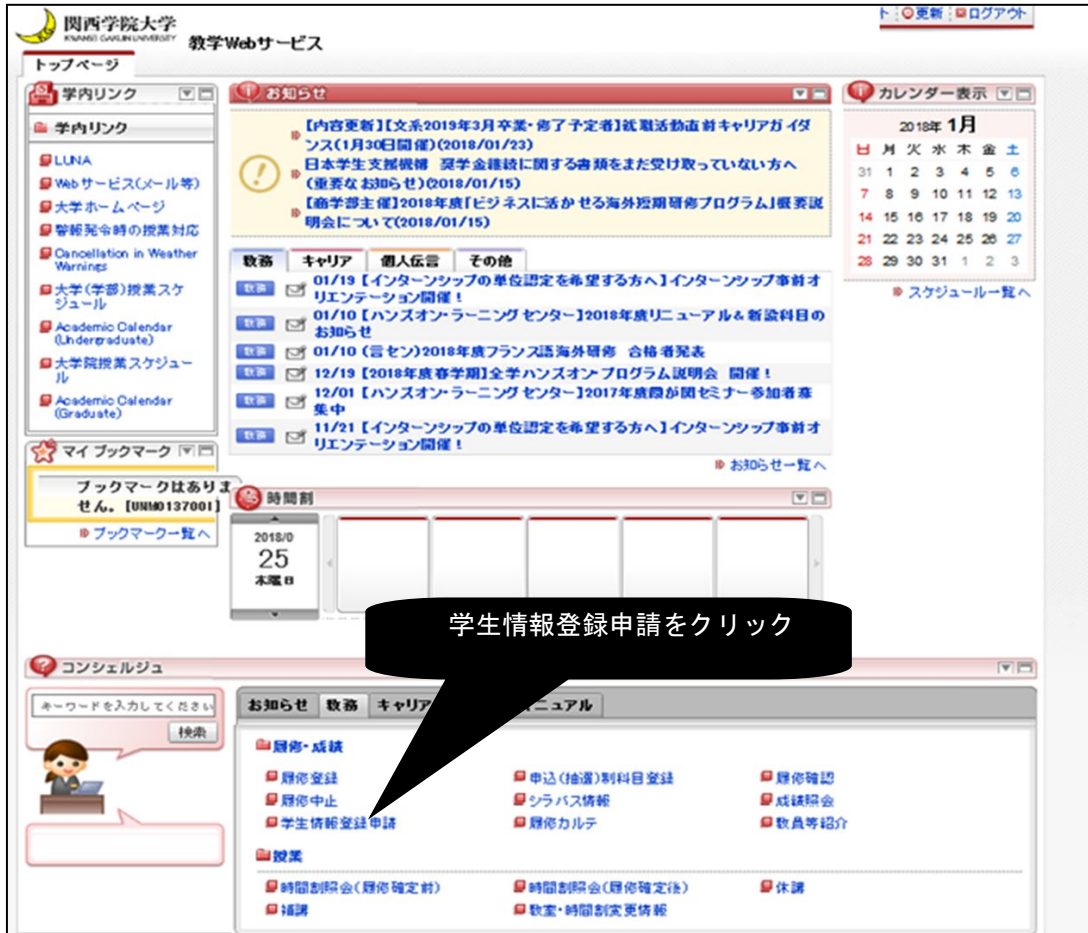 関西学院大学
KWANSEI GAKUIN UNIVERSITY
教学Webサービス
ト 更新 ログアウト
トップページ
学内リンク
学内リンク
LUNA
Webサービス(メール等)
大学ホームページ
警報発令時の授業対応
Cancellation in Weather
Warnings
大学(学部)授業スケ
ジュール
Academic Calendar
(Undergraduate)
大学院授業スケジュー
ル
Academic Calendar
(Graduate)
マイ ブックマーク
ブックマークはありま
せん。[UNM0137001]
ブックマーク一覧へ
お知らせ
【内容更新】【文系2019年3月卒業・修了予定者】就職活動直前キャリアガイダ
ンス(1月30日開催)(2018/01/23)
日本学生支援機構 奨学金継続に関する書類をまだ受け取っていない方へ
(重要なお知らせ)(2018/01/15)
【商学部主催】2018年度「ビジネスに活かせる海外短期研修プログラム」概要説
明会について(2018/01/15)
教務 キャリア 個人伝言 その他
教務 01/19 【インターンシップの単位認定を希望する方へ】インターンシップ事前オ
リエンテーション開催！
教務 01/10 【ハンズオン・ラーニングセンター】2018年度リニューアル＆新設科目の
お知らせ
教務 01/10 (言セン)2018年度フランス語海外研修 合格者発表
教務 12/19 [2018年度春学期]全学ハンズオン・プログラム説明会 開催！
教務 12/01 【ハンズオン・ラーニングセンター】2017年度霞が関セミナー参加者募
集中
教務 11/21 【インターンシップの単位認定を希望する方へ】インターンシップ事前オ
リエンテーション開催！
お知らせ一覧へ
カレンダー表示
2018年 1月
日 月 火 水 木 金 土
31 1 2 3 4 5 6
7 8 9 10 11 12 13
14 15 16 17 18 19 20
21 22 23 24 25 26 27
28 29 30 31 1 2 3
スケジュール一覧へ
時間割
2018/0
25
木曜日
学生情報登録申請をクリック
コンシェルジュ
キーワードを入力してください
検索
お知らせ 教務 キャリア ニュアル
履修・成績
履修登録 申込(抽選)制科目登録 履修確認
履修中止 シラバス情報 成績照会
学生情報登録申請 履修カルテ 教員等紹介
授業
時間割照会(履修確定前) 時間割照会(履修確定後) 休講
補講 教室・時間割変更情報